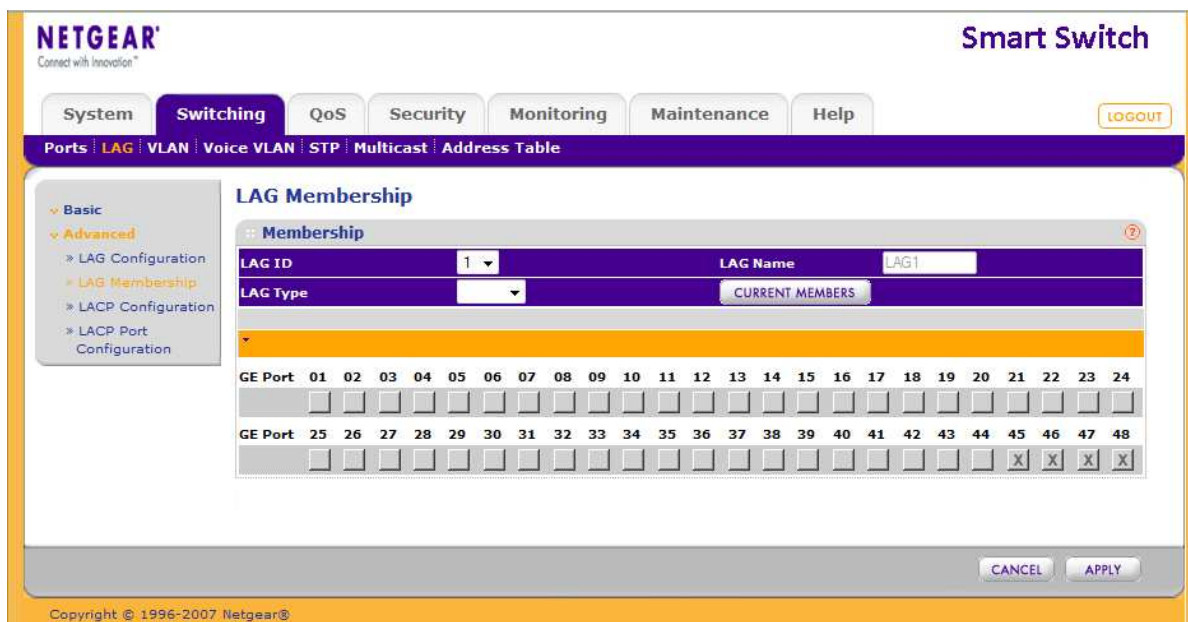 NETGEAR®
Connect with Innovation™
Smart Switch
System Switching QoS Security Monitoring Maintenance Help LOGOUT
Ports LAG VLAN Voice VLAN STP Multicast Address Table
Basic
Advanced
» LAG Configuration
» LAG Membership
» LACP Configuration
» LACP Port
Configuration
LAG Membership
Membership ?
LAG ID 1 LAG Name LAG1
LAG Type CURRENT MEMBERS
GE Port 01 02 03 04 05 06 07 08 09 10 11 12 13 14 15 16 17 18 19 20 21 22 23 24
GE Port 25 26 27 28 29 30 31 32 33 34 35 36 37 38 39 40 41 42 43 44 45 46 47 48
X X X X
CANCEL APPLY
Copyright © 1996-2007 Netgear®